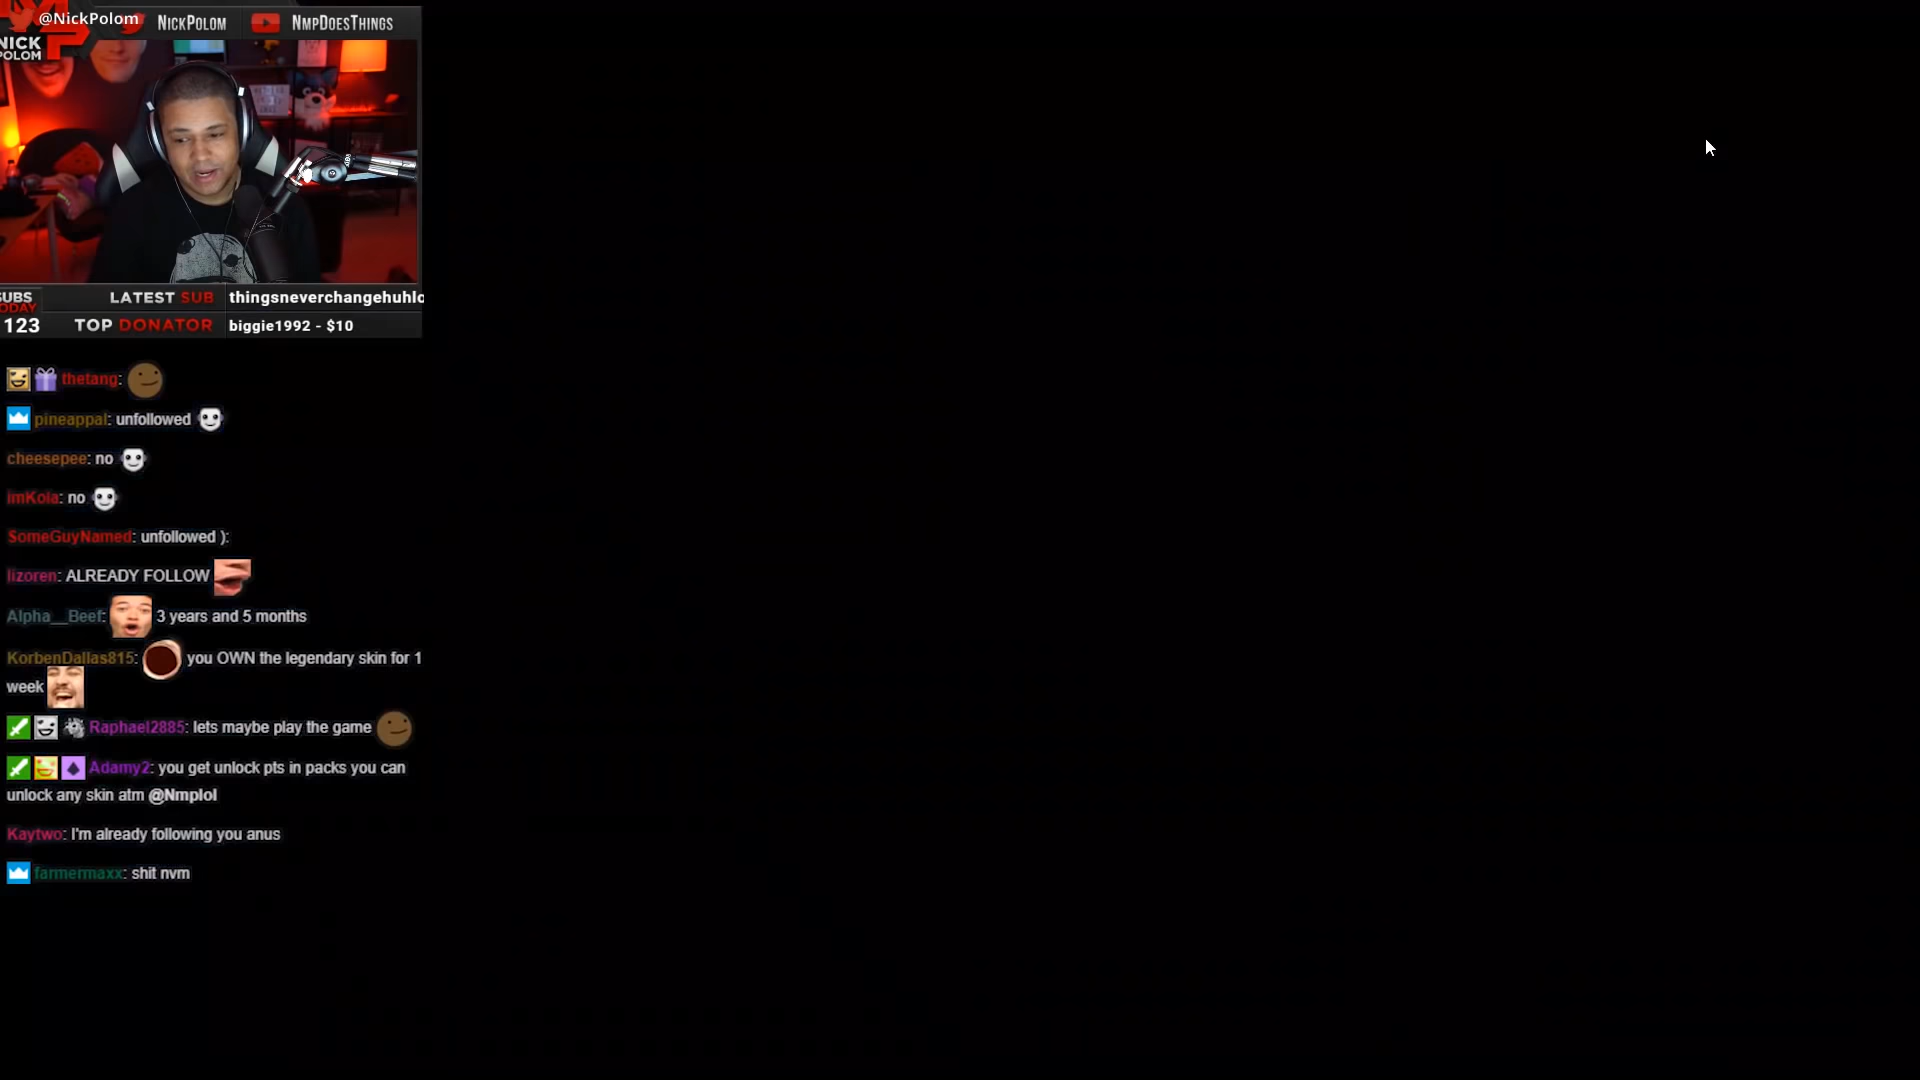 @NickPolom
NICKPOLOM
NMPDOESTHINGS
NICK
POLOM
SUBS
TODAY
123
LATEST SUB
thingsneverchangehuhlo
TOP DONATOR
biggie1992 - $10
thetang:
pineappal: unfollowed
cheesepee: no
imKoia: no
SomeGuyNamed: unfollowed ):
lizoren: ALREADY FOLLOW
Alpha__Beef: 3 years and 5 months
KorbenDallas815: you OWN the legendary skin for 1
week
Raphael2885: lets maybe play the game
Adamy2: you get unlock pts in packs you can
unlock any skin atm @Nmplol
Kaytwo: I'm already following you anus
farmermaxx: shit nvm